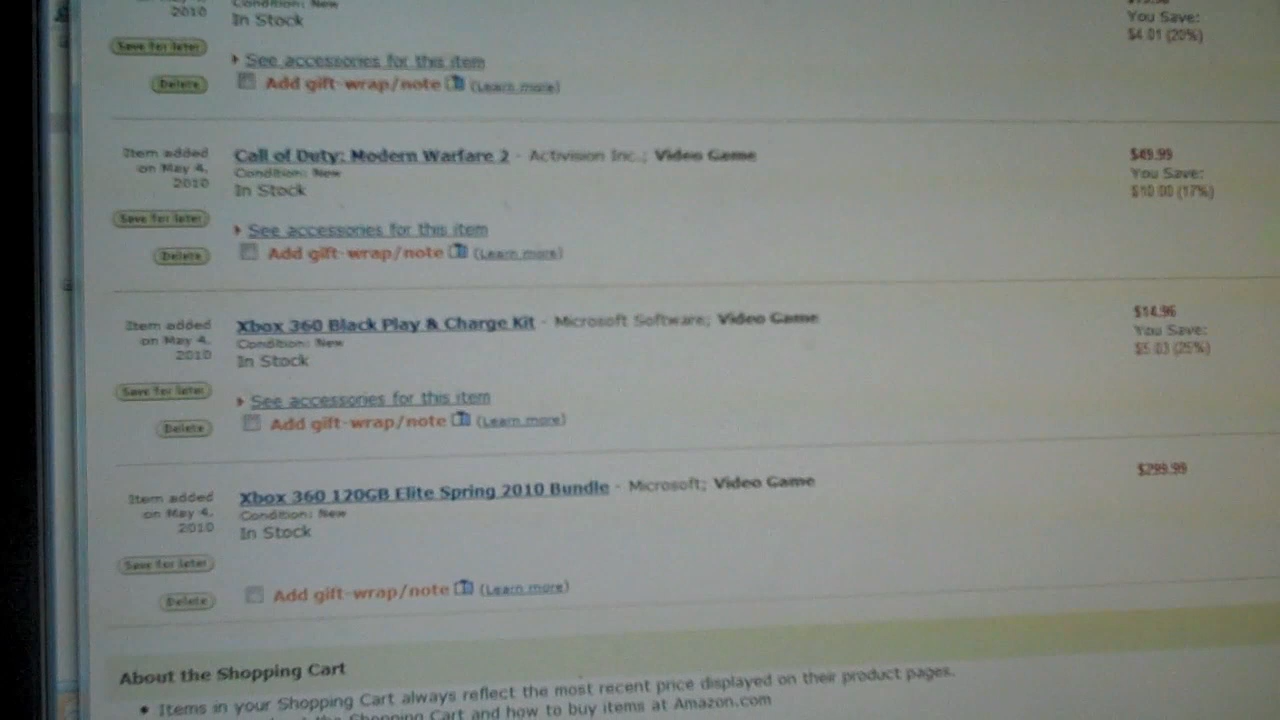 2010
Condition: New
In Stock
You Save:
$4.01 (20%)
Save for later
See accessories for this item
Delete
Add gift-wrap/note (Learn more)
Item added on May 4, 2010
Call of Duty: Modern Warfare 2 - Activision Inc.; Video Game
Condition: New
In Stock
$49.99
You Save:
$10.00 (17%)
Save for later
See accessories for this item
Delete
Add gift-wrap/note (Learn more)
Item added on May 4, 2010
Xbox 360 Black Play & Charge Kit - Microsoft Software; Video Game
Condition: New
In Stock
$14.96
You Save:
$5.03 (25%)
Save for later
See accessories for this item
Delete
Add gift-wrap/note (Learn more)
Item added on May 4, 2010
Xbox 360 120GB Elite Spring 2010 Bundle - Microsoft; Video Game
Condition: New
In Stock
$299.99
Save for later
Delete
Add gift-wrap/note (Learn more)
About the Shopping Cart
• Items in your Shopping Cart always reflect the most recent price displayed on their product pages.
Shopping Cart and how to buy items at Amazon.com